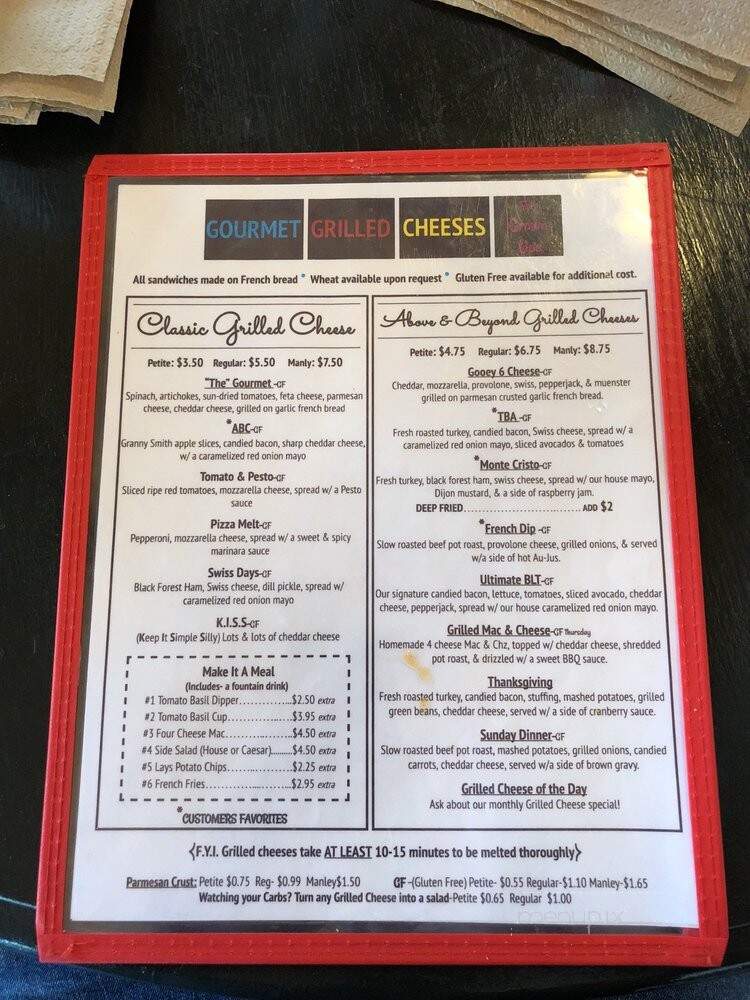 GOURMET GRILLED CHEESES
All sandwiches made on French bread * Wheat available upon request * Gluten Free available for additional cost.
Classic Grilled Cheese
Petite: $3.50 Regular: $5.50 Manly: $7.50
"The" Gourmet -GF
Spinach, artichokes, sun-dried tomatoes, feta cheese, parmesan
cheese, cheddar cheese, grilled on garlic french bread
*ABC-GF
Granny Smith apple slices, candied bacon, sharp cheddar cheese,
w/ a caramelized red onion mayo
Tomato & Pesto-GF
Sliced ripe red tomatoes, mozzarella cheese, spread w/ a Pesto
sauce
Pizza Melt-GF
Pepperoni, mozzarella cheese, spread w/ a sweet & spicy
marinara sauce
Swiss Days-GF
Black Forest Ham, Swiss cheese, dill pickle, spread w/
caramelized red onion mayo
K.I.S.S-GF
(Keep It Simple Silly) Lots & lots of cheddar cheese
Make It A Meal
(Includes- a fountain drink)
#1 Tomato Basil Dipper..............$2.50 extra
#2 Tomato Basil Cup..................$3.95 extra
#3 Four Cheese Mac..................$4.50 extra
#4 Side Salad (House or Caesar).........$4.50 extra
#5 Lays Potato Chips..................$2.25 extra
#6 French Fries........................$2.95 extra
*CUSTOMERS FAVORITES
Above & Beyond Grilled Cheeses
Petite: $4.75 Regular: $6.75 Manly: $8.75
Gooey 6 Cheese-GF
Cheddar, mozzarella, provolone, swiss, pepperjack, & muenster
grilled on parmesan crusted garlic french bread.
*TBA -GF
Fresh roasted turkey, candied bacon, Swiss cheese, spread w/ a
caramelized red onion mayo, sliced avocados & tomatoes
*Monte Cristo-GF
Fresh turkey, black forest ham, swiss cheese, spread w/ our house mayo,
Dijon mustard, & a side of raspberry jam.
DEEP FRIED................................ ADD $2
*French Dip -GF
Slow roasted beef pot roast, provolone cheese, grilled onions, & served
w/a side of hot Au-Jus.
Ultimate BLT-GF
Our signature candied bacon, lettuce, tomatoes, sliced avocado, cheddar
cheese, pepperjack, spread w/ our house caramelized red onion mayo.
Grilled Mac & Cheese-GF Thursday
Homemade 4 cheese Mac & Chz, topped w/ cheddar cheese, shredded
pot roast, & drizzled w/ a sweet BBQ sauce.
Thanksgiving
Fresh roasted turkey, candied bacon, stuffing, mashed potatoes, grilled
green beans, cheddar cheese, served w/ a side of cranberry sauce.
Sunday Dinner-GF
Slow roasted beef pot roast, mashed potatoes, grilled onions, candied
carrots, cheddar cheese, served w/a side of brown gravy.
Grilled Cheese of the Day
Ask about our monthly Grilled Cheese special!
{F.Y.I. Grilled cheeses take AT LEAST 10-15 minutes to be melted thoroughly}
Parmesan Crust: Petite $0.75 Reg- $0.99 Manley$1.50 GF -(Gluten Free) Petite- $0.55 Regular-$1.10 Manley-$1.65
Watching your Carbs? Turn any Grilled Cheese into a salad-Petite $0.65 Regular $1.00